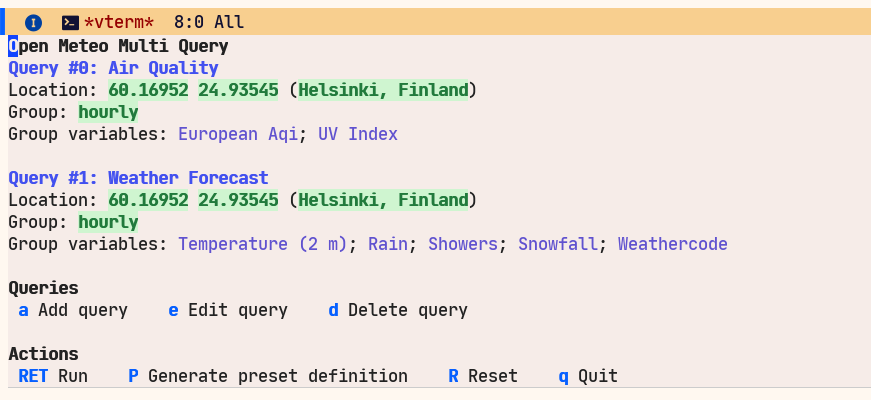 I *vterm* 8:0 All
Open Meteo Multi Query
Query #0: Air Quality
Location: 60.16952 24.93545 (Helsinki, Finland)
Group: hourly
Group variables: European Aqi; UV Index
Query #1: Weather Forecast
Location: 60.16952 24.93545 (Helsinki, Finland)
Group: hourly
Group variables: Temperature (2 m); Rain; Showers; Snowfall; Weathercode
Queries
a Add query e Edit query d Delete query
Actions
RET Run P Generate preset definition R Reset q Quit